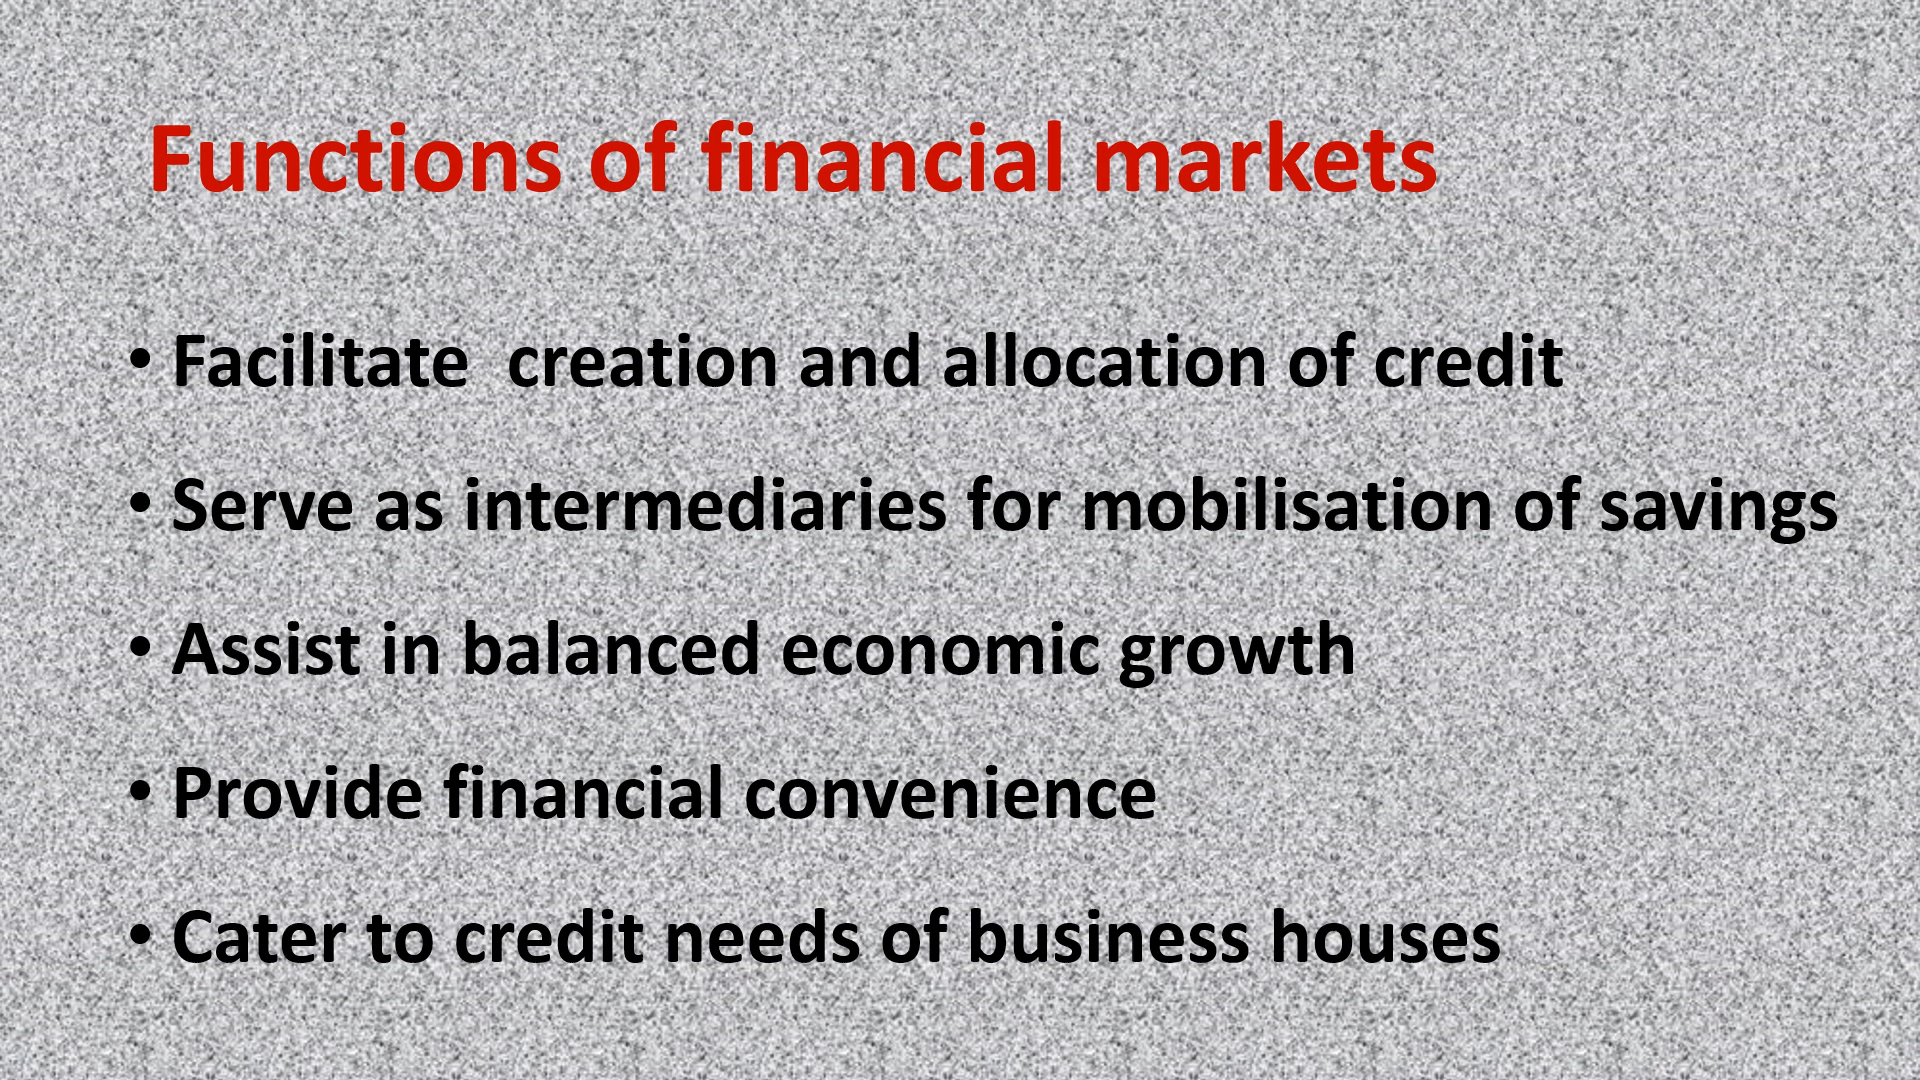 Functions of financial markets
• Facilitate  creation and allocation of credit
• Serve as intermediaries for mobilisation of savings
• Assist in balanced economic growth
• Provide financial convenience
• Cater to credit needs of business houses